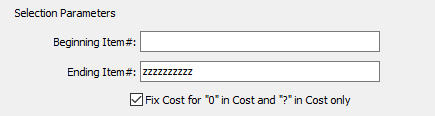 Selection Parameters
Beginning Item#:
Ending Item#: zzzzzzzzzz
Fix Cost for "0" in Cost and "?" in Cost only